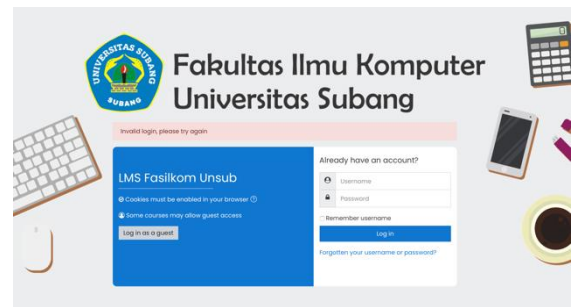 UNIVERSITAS SUBANG
SUBANG
Fakultas Ilmu Komputer
Universitas Subang
Invalid login, please try again
LMS Fasilkom Unsub
Cookies must be enabled in your browser
Some courses may allow guest access
Log in as a guest
Already have an account?
Username
Password
Remember username
Log in
Forgotten your username or password?